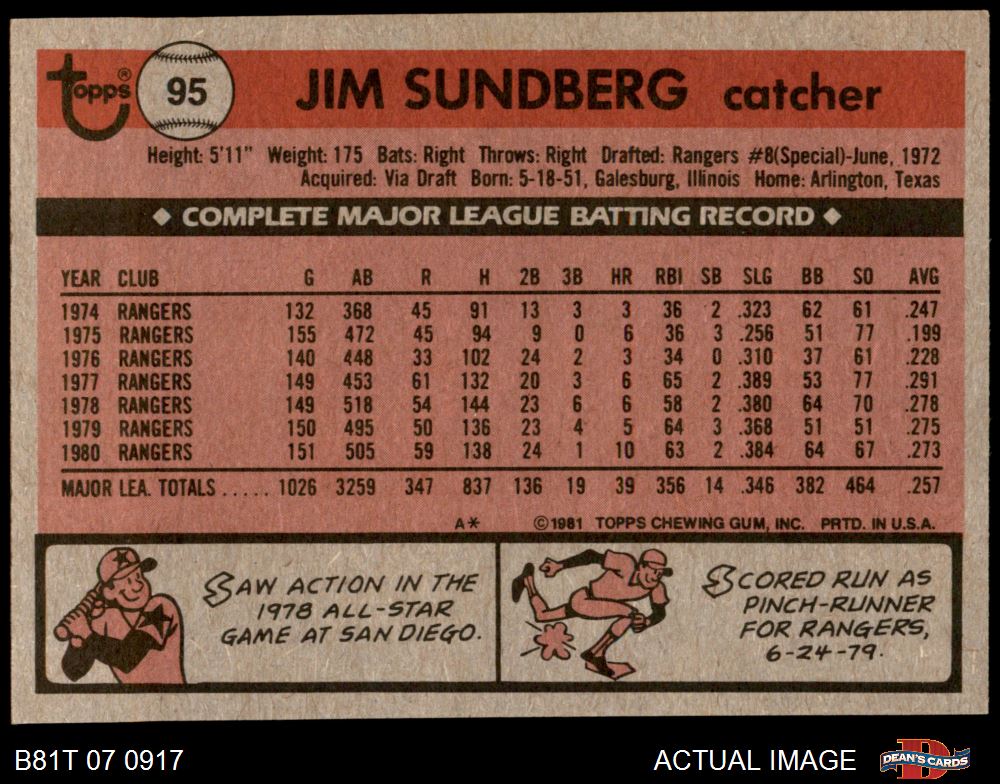 Topps® 95 JIM SUNDBERG catcher
Height: 5'11" Weight: 175 Bats: Right Throws: Right Drafted: Rangers #8(Special)-June, 1972
Acquired: Via Draft Born: 5-18-51, Galesburg, Illinois Home: Arlington, Texas
◆ COMPLETE MAJOR LEAGUE BATTING RECORD ◆
YEAR CLUB G AB R H 2B 3B HR RBI SB SLG BB SO AVG
1974 RANGERS 132 368 45 91 13 3 3 36 2 .323 62 61 .247
1975 RANGERS 155 472 45 94 9 0 6 36 3 .256 51 77 .199
1976 RANGERS 140 448 33 102 24 2 3 34 0 .310 37 61 .228
1977 RANGERS 149 453 61 132 20 3 6 65 2 .389 53 77 .291
1978 RANGERS 149 518 54 144 23 6 6 58 2 .380 64 70 .278
1979 RANGERS 150 495 50 136 23 4 5 64 3 .368 51 51 .275
1980 RANGERS 151 505 59 138 24 1 10 63 2 .384 64 67 .273
MAJOR LEA. TOTALS ..... 1026 3259 347 837 136 19 39 356 14 .346 382 464 .257
A* ©1981 TOPPS CHEWING GUM, INC. PRTD. IN U.S.A.
SAW ACTION IN THE
1978 ALL-STAR
GAME AT SAN DIEGO.
SCORED RUN AS
PINCH-RUNNER
FOR RANGERS,
6-24-79.
B81T 07 0917 ACTUAL IMAGE D DEAN'S CARDS